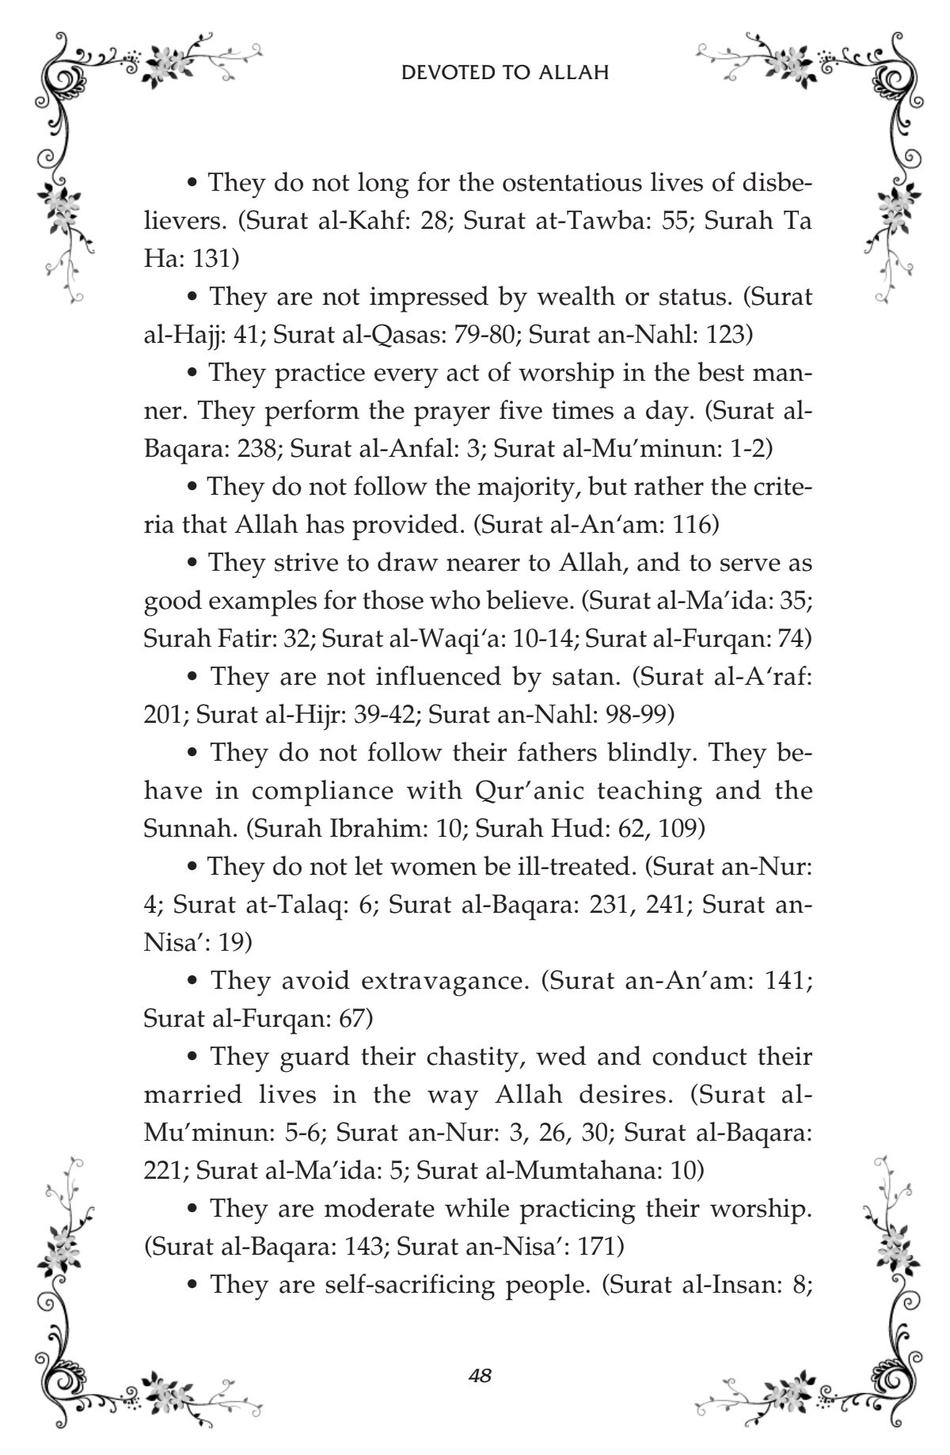 DEVOTED TO ALLAH
• They do not long for the ostentatious lives of disbe-
lievers. (Surat al-Kahf: 28; Surat at-Tawba: 55; Surah Ta
Ha: 131)
• They are not impressed by wealth or status. (Surat
al-Hajj: 41; Surat al-Qasas: 79-80; Surat an-Nahl: 123)
• They practice every act of worship in the best man-
ner. They perform the prayer five times a day. (Surat al-
Baqara: 238; Surat al-Anfal: 3; Surat al-Mu’minun: 1-2)
• They do not follow the majority, but rather the crite-
ria that Allah has provided. (Surat al-An‘am: 116)
• They strive to draw nearer to Allah, and to serve as
good examples for those who believe. (Surat al-Ma’ida: 35;
Surah Fatir: 32; Surat al-Waqi‘a: 10-14; Surat al-Furqan: 74)
• They are not influenced by satan. (Surat al-A‘raf:
201; Surat al-Hijr: 39-42; Surat an-Nahl: 98-99)
• They do not follow their fathers blindly. They be-
have in compliance with Qur’anic teaching and the
Sunnah. (Surah Ibrahim: 10; Surah Hud: 62, 109)
• They do not let women be ill-treated. (Surat an-Nur:
4; Surat at-Talaq: 6; Surat al-Baqara: 231, 241; Surat an-
Nisa’: 19)
• They avoid extravagance. (Surat an-An’am: 141;
Surat al-Furqan: 67)
• They guard their chastity, wed and conduct their
married lives in the way Allah desires. (Surat al-
Mu’minun: 5-6; Surat an-Nur: 3, 26, 30; Surat al-Baqara:
221; Surat al-Ma’ida: 5; Surat al-Mumtahana: 10)
• They are moderate while practicing their worship.
(Surat al-Baqara: 143; Surat an-Nisa’: 171)
• They are self-sacrificing people. (Surat al-Insan: 8;
48